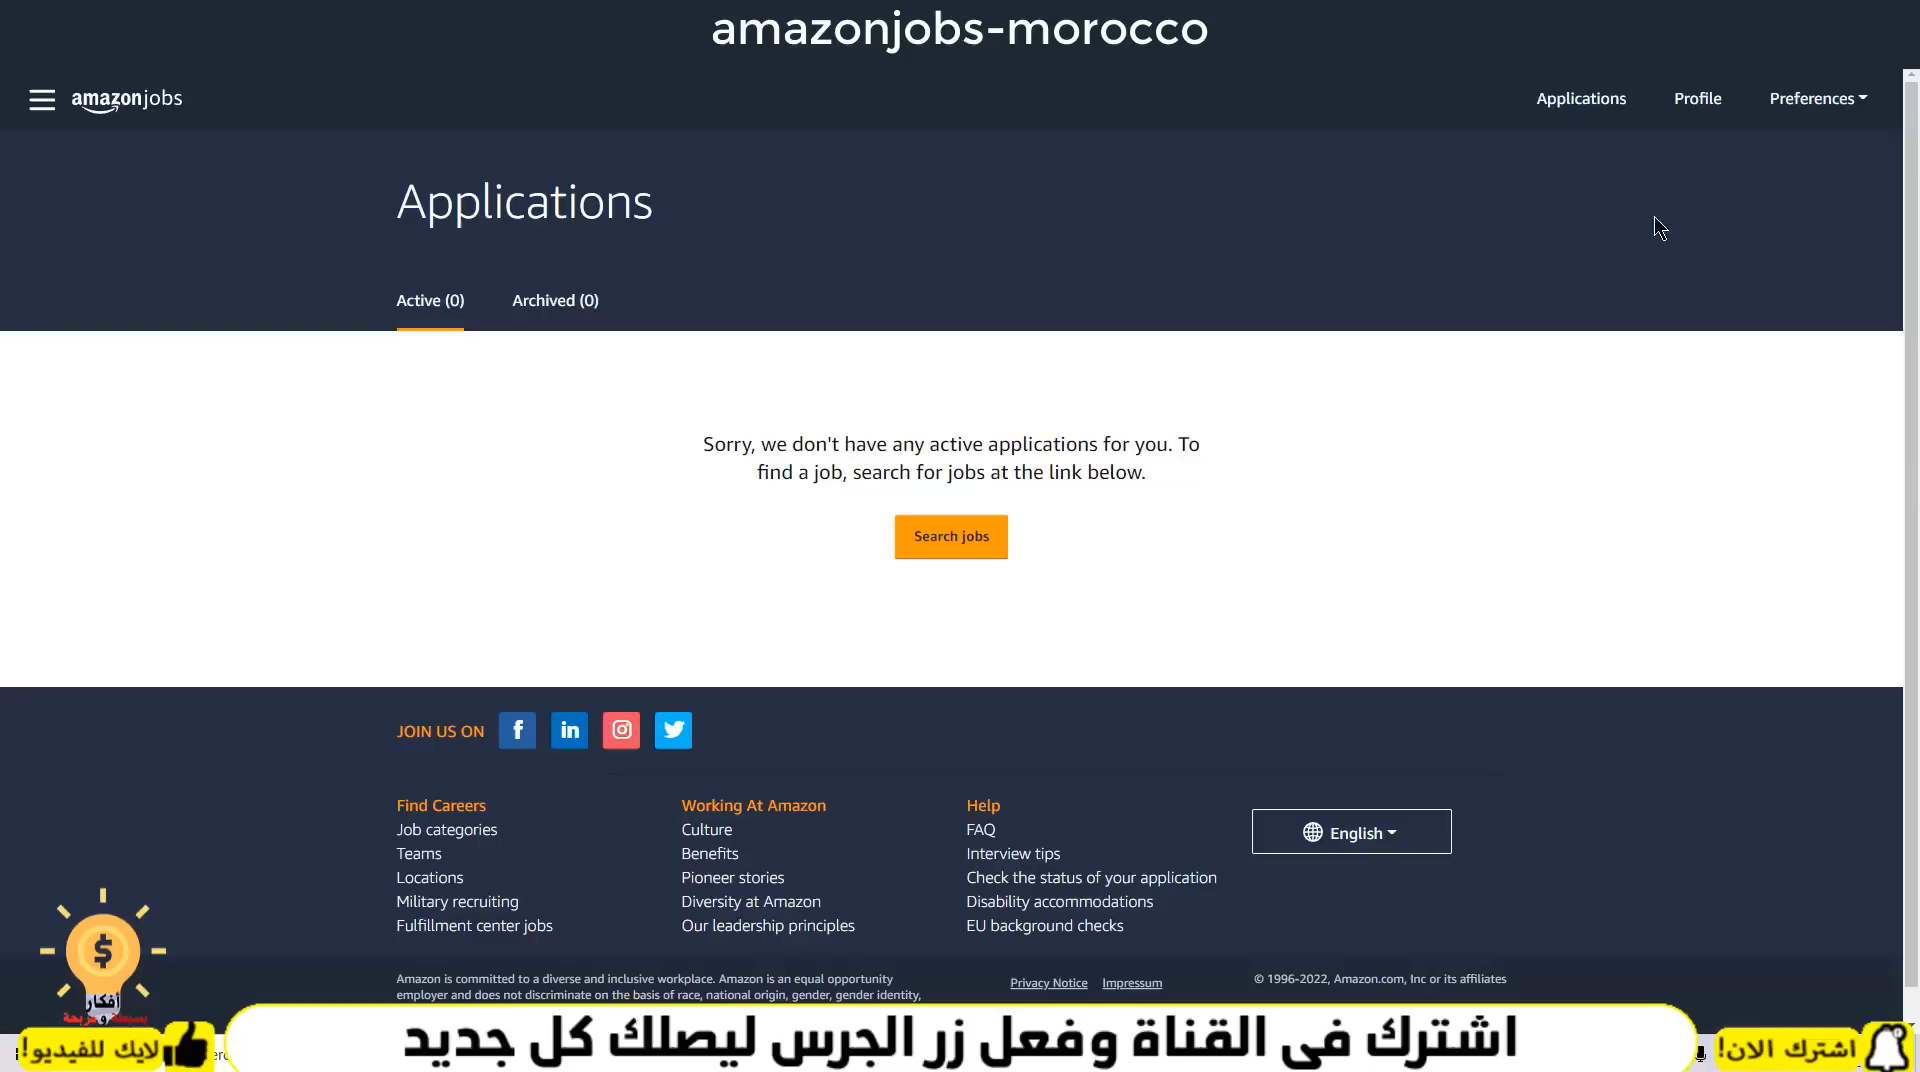 amazonjobs-morocco
amazonjobs
Applications
Profile
Preferences
Applications
Active (0)
Archived (0)
Sorry, we don't have any active applications for you. To
find a job, search for jobs at the link below.
Search jobs
JOIN US ON
Find Careers
Job categories
Teams
Locations
Military recruiting
Fulfillment center jobs
Working At Amazon
Culture
Benefits
Pioneer stories
Diversity at Amazon
Our leadership principles
Help
FAQ
Interview tips
Check the status of your application
Disability accommodations
EU background checks
English
Amazon is committed to a diverse and inclusive workplace. Amazon is an equal opportunity
employer and does not discriminate on the basis of race, national origin, gender, gender identity,
Privacy Notice
Impressum
© 1996-2022, Amazon.com, Inc or its affiliates
$
أفكار
بسيطة و مربحة
لايك للفيديو!
اشترك فى القناة وفعل زر الجرس ليصلك كل جديد
اشترك الان!